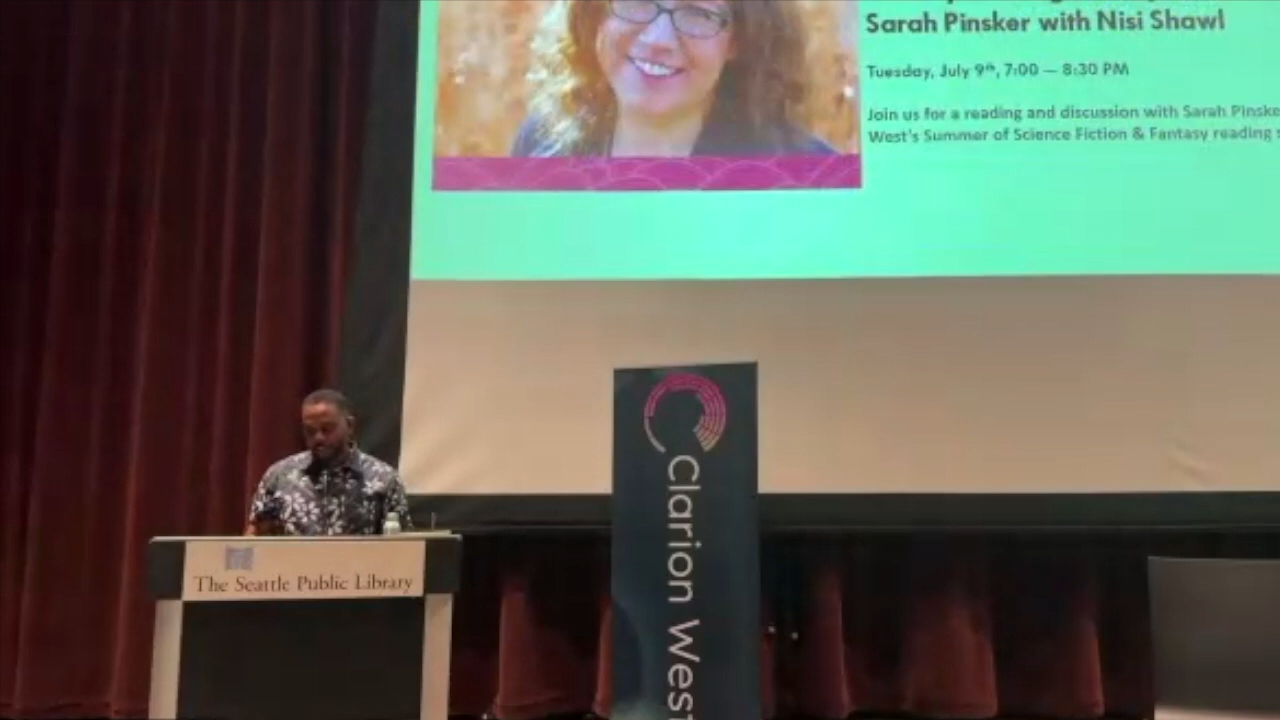 Sarah Pinsker with Nisi Shawl
Tuesday, July 9th, 7:00 — 8:30 PM
Join us for a reading and discussion with Sarah Pinske
West's Summer of Science Fiction & Fantasy reading
The Seattle Public Library
Clarion West